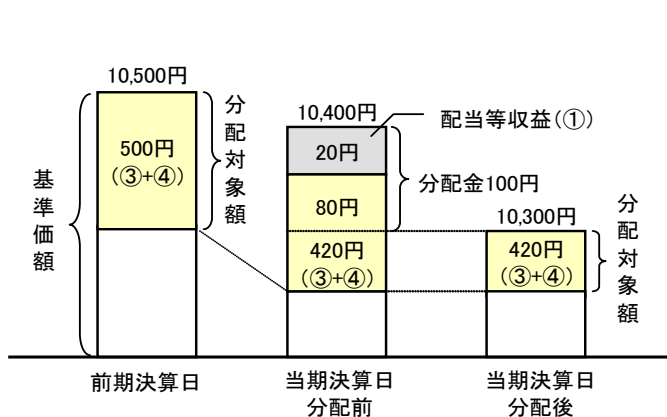 10,500円
500円
(③+④)
分配対象額
基準価額
前期決算日
10,400円
配当等収益(①)
20円
80円
分配金100円
420円
(③+④)
当期決算日
分配前
10,300円
420円
(③+④)
分配対象額
当期決算日
分配後